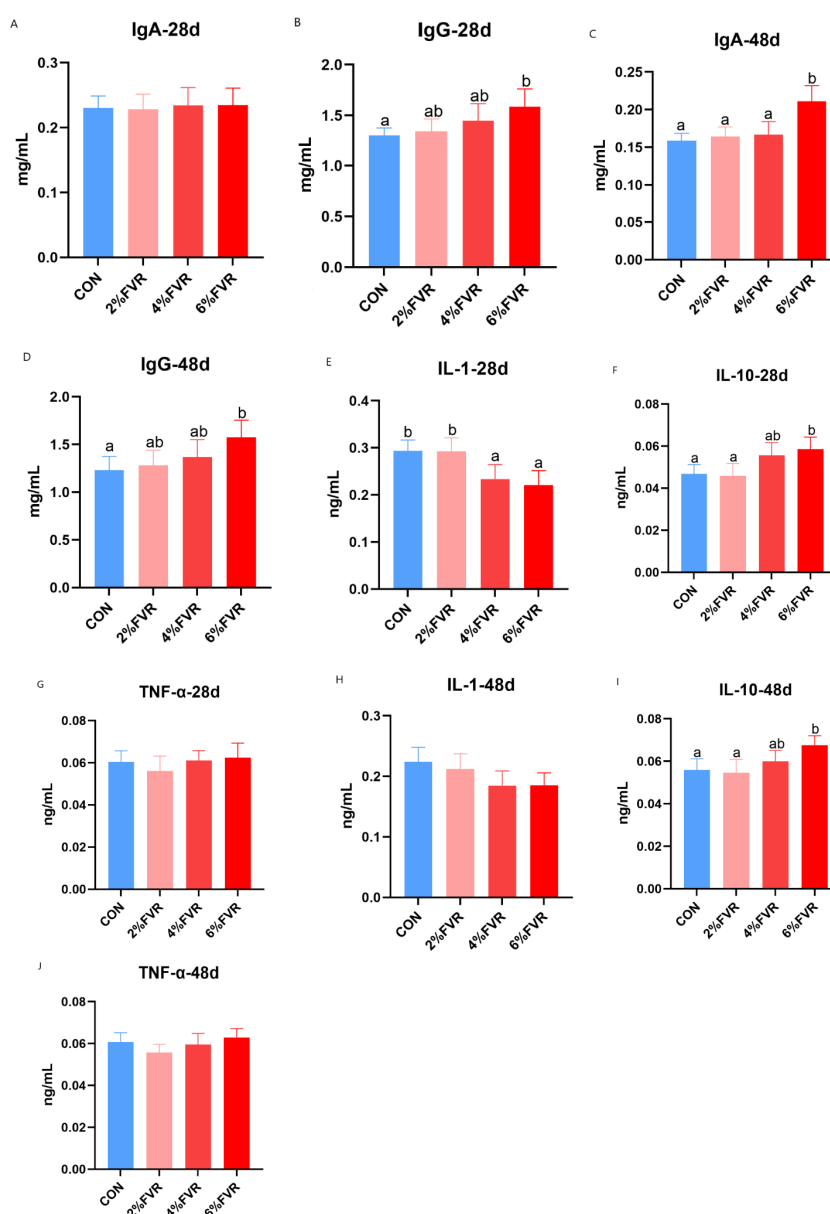 A
IgA-28d
mg/mL
0.3
0.2
0.1
0.0
CON
2%FVR
4%FVR
6%FVR
B
IgG-28d
mg/mL
2.0
1.5
1.0
0.5
0.0
a
ab
ab
b
CON
2%FVR
4%FVR
6%FVR
C
IgA-48d
mg/mL
0.25
0.20
0.15
0.10
0.05
0.00
a
a
a
b
CON
2%FVR
4%FVR
6%FVR
D
IgG-48d
mg/mL
2.0
1.5
1.0
0.5
0.0
a
ab
ab
b
CON
2%FVR
4%FVR
6%FVR
E
IL-1-28d
ng/mL
0.4
0.3
0.2
0.1
0.0
b
b
a
a
CON
2%FVR
4%FVR
6%FVR
F
IL-10-28d
ng/mL
0.08
0.06
0.04
0.02
0.00
a
a
ab
b
CON
2%FVR
4%FVR
6%FVR
G
TNF-α-28d
ng/mL
0.08
0.06
0.04
0.02
0.00
CON
2%FVR
4%FVR
6%FVR
H
IL-1-48d
ng/mL
0.3
0.2
0.1
0.0
CON
2%FVR
4%FVR
6%FVR
I
IL-10-48d
ng/mL
0.08
0.06
0.04
0.02
0.00
a
a
ab
b
CON
2%FVR
4%FVR
6%FVR
J
TNF-α-48d
ng/mL
0.08
0.06
0.04
0.02
0.00
CON
2%FVR
4%FVR
6%FVR